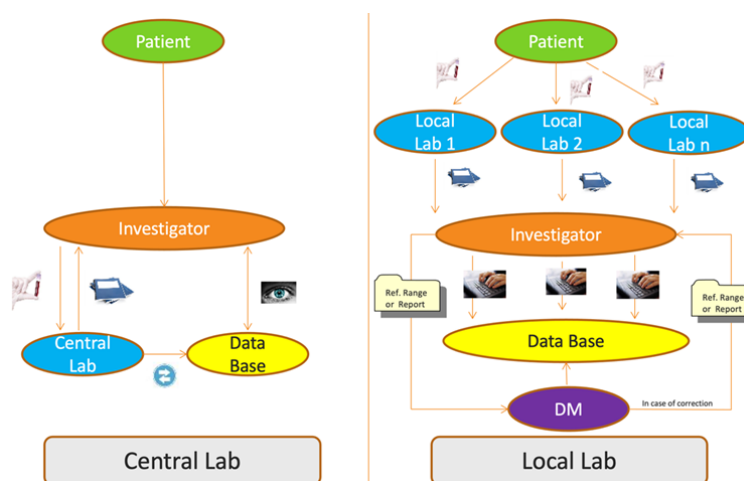 Patient
Investigator
Central
Lab
Data
Base
Central Lab
Patient
Local
Lab 1
Local
Lab 2
Local
Lab n
Investigator
Ref. Range
or Report
Ref. Range
or Report
Data Base
DM
In case of correction
Local Lab